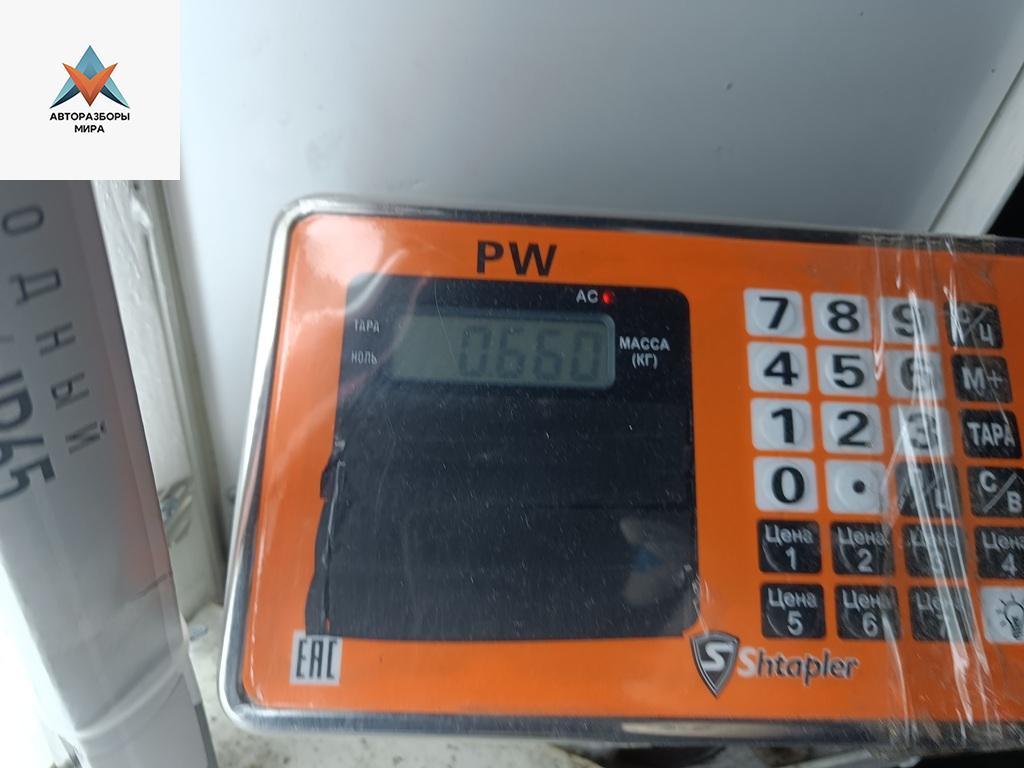 АВТОРАЗБОРЫ
МИРА
ОДНЫЙ
IP65
PW
AC
ТАРА
НОЛЬ
0.660
МАССА
(КГ)
7 8 9 С/Ц
4 5 6 М+
1 2 3 ТАРА
0 . С/В
Цена 1 Цена 2 Цена 4
Цена 5 Цена 6
EAC
S Shtapler